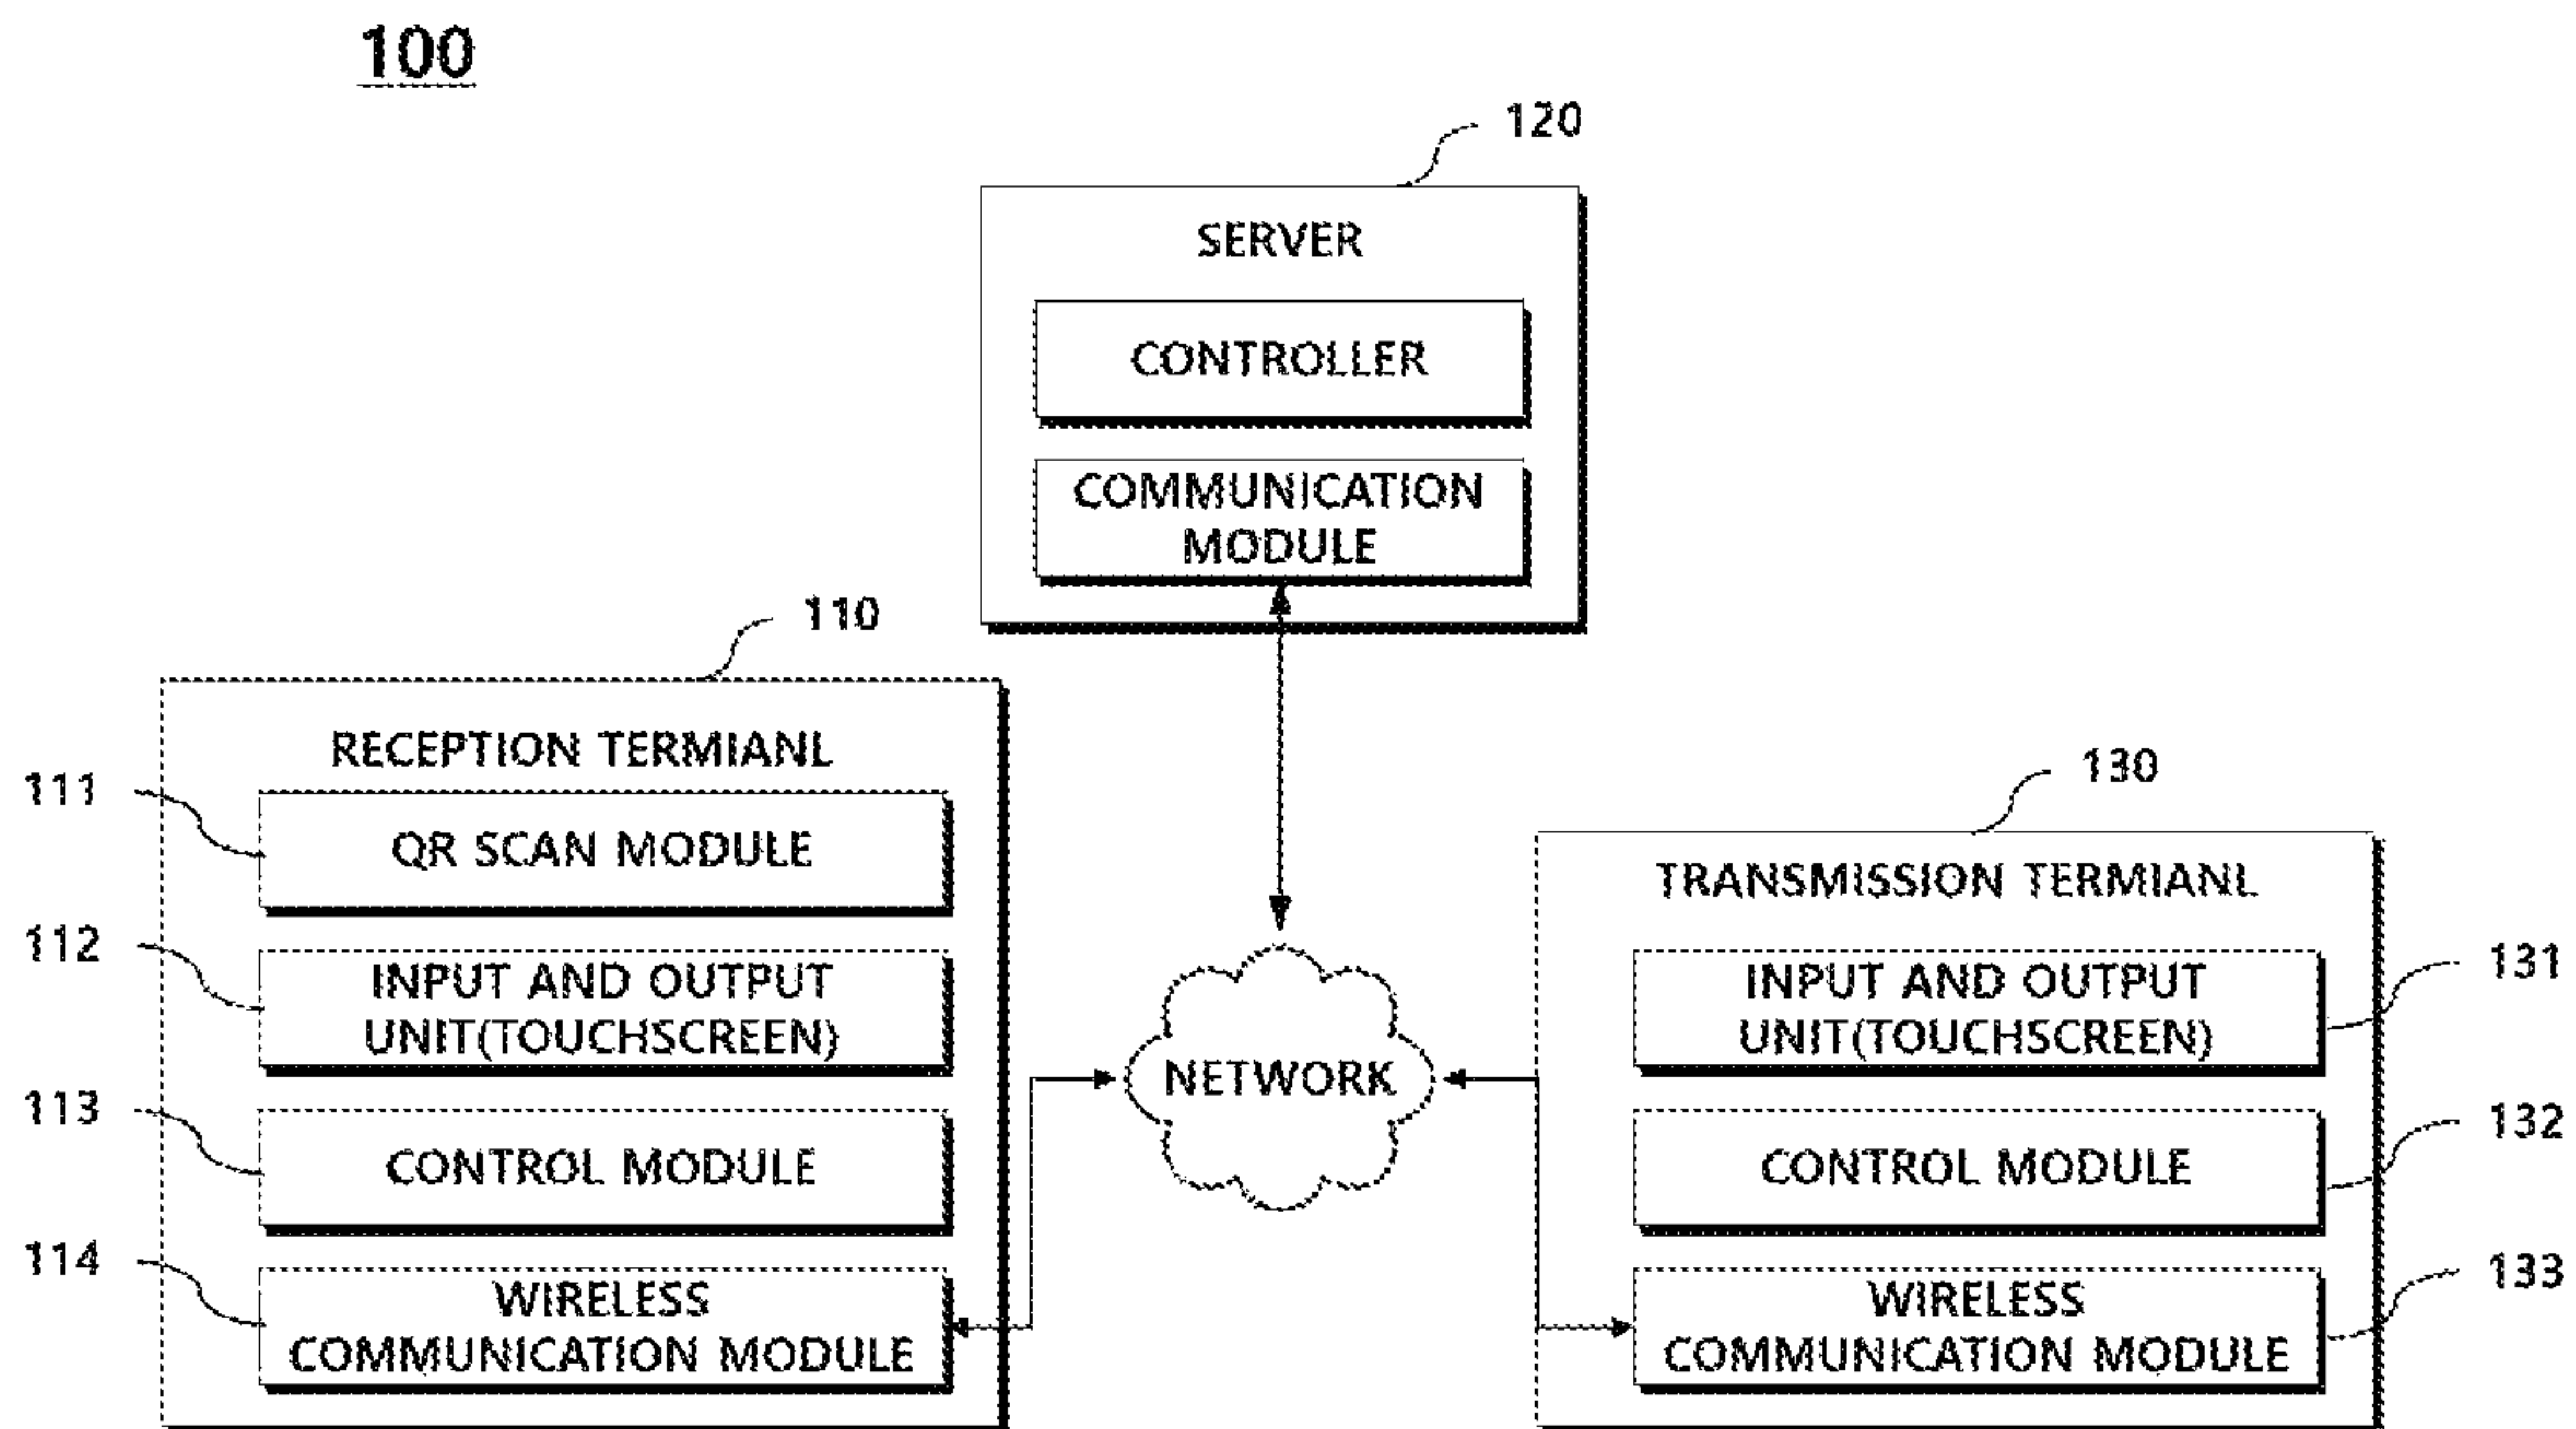 100
120
SERVER
CONTROLLER
COMMUNICATION
MODULE
110
RECEPTION TERMIANL
111
QR SCAN MODULE
112
INPUT AND OUTPUT
UNIT(TOUCHSCREEN)
113
CONTROL MODULE
114
WIRELESS
COMMUNICATION MODULE
NETWORK
130
TRANSMISSION TERMIANL
131
INPUT AND OUTPUT
UNIT(TOUCHSCREEN)
132
CONTROL MODULE
133
WIRELESS
COMMUNICATION MODULE